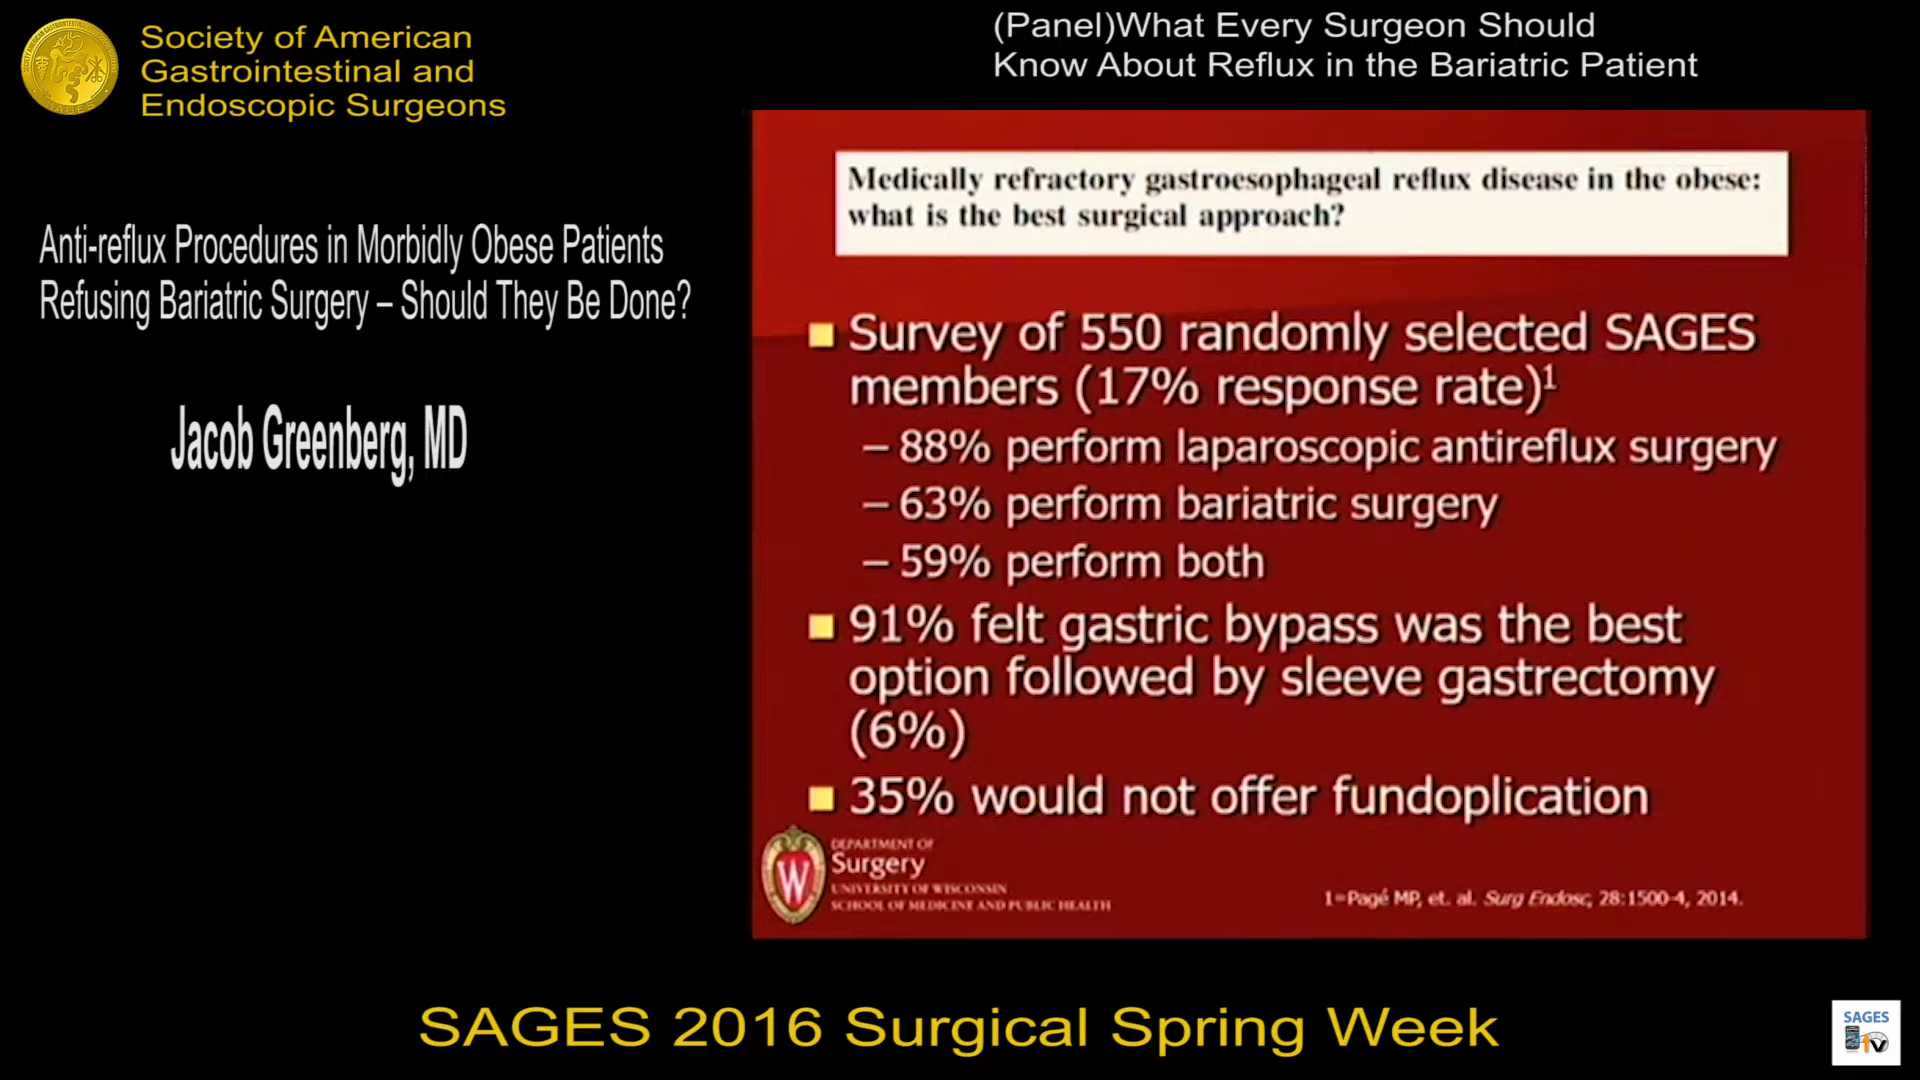 Society of American
Gastrointestinal and
Endoscopic Surgeons
(Panel)What Every Surgeon Should
Know About Reflux in the Bariatric Patient
Anti-reflux Procedures in Morbidly Obese Patients
Refusing Bariatric Surgery – Should They Be Done?
Jacob Greenberg, MD
Medically refractory gastroesophageal reflux disease in the obese:
what is the best surgical approach?
Survey of 550 randomly selected SAGES
members (17% response rate)¹
– 88% perform laparoscopic antireflux surgery
– 63% perform bariatric surgery
– 59% perform both
91% felt gastric bypass was the best
option followed by sleeve gastrectomy
(6%)
35% would not offer fundoplication
W
DEPARTMENT OF
Surgery
UNIVERSITY OF WISCONSIN
SCHOOL OF MEDICINE AND PUBLIC HEALTH
1=Pagé MP, et. al. Surg Endosc, 28:1500-4, 2014.
SAGES 2016 Surgical Spring Week
SAGES
TV